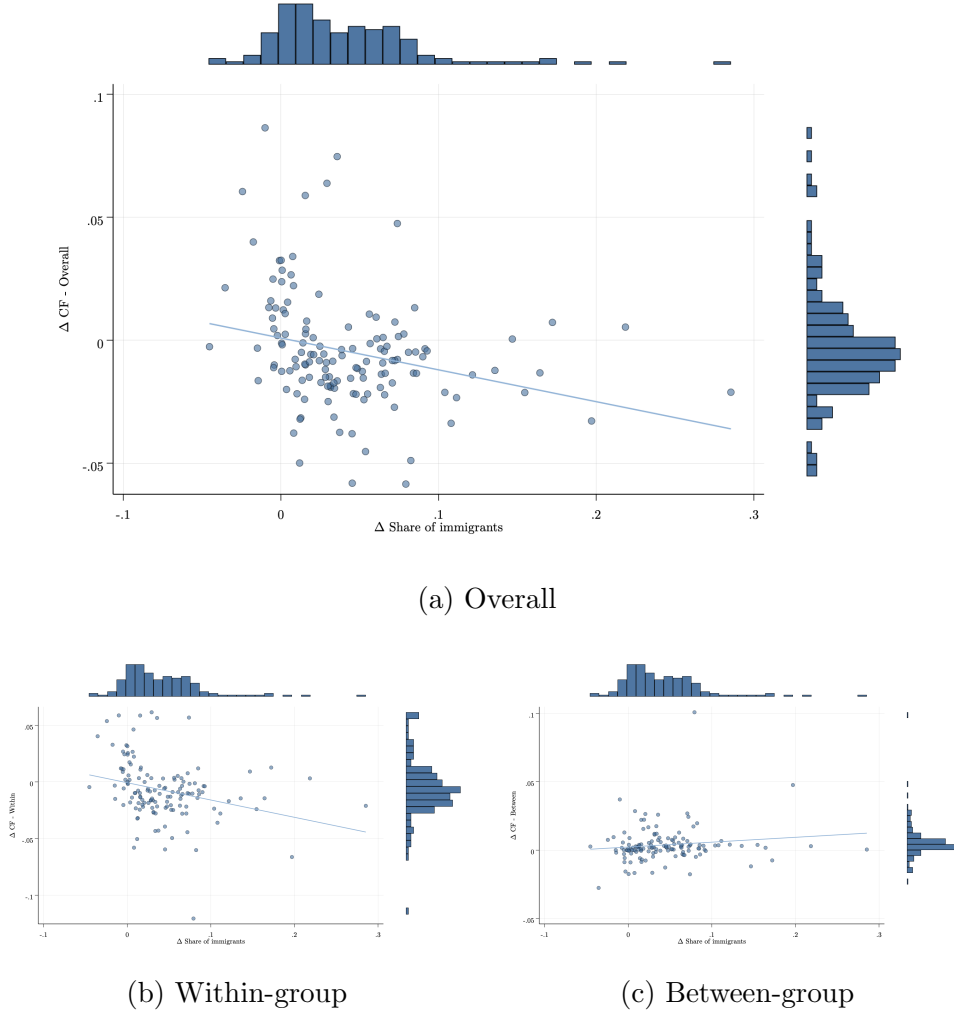 .1
.05
0
-.05
Δ CF - Overall
-.1 0 .1 .2 .3
Δ Share of immigrants
(a) Overall
.05
0
-.05
-.1
Δ CF - Within
-.1 0 .1 .2 .3
Δ Share of immigrants
(b) Within-group
.1
.05
0
-.05
Δ CF - Between
-.1 0 .1 .2 .3
Δ Share of immigrants
(c) Between-group